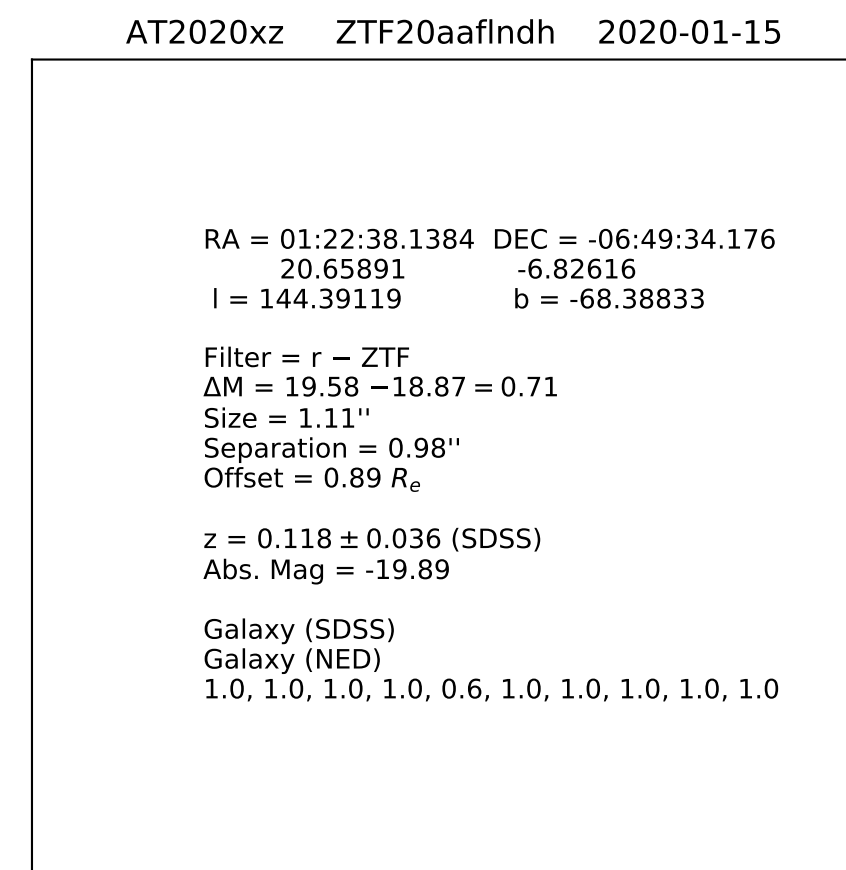 AT2020xz ZTF20aaflndh 2020-01-15
RA = 01:22:38.1384 DEC = -06:49:34.176
20.65891 -6.82616
l = 144.39119 b = -68.38833
Filter = r − ZTF
ΔM = 19.58 −18.87 = 0.71
Size = 1.11''
Separation = 0.98''
Offset = 0.89 Re
z = 0.118 ± 0.036 (SDSS)
Abs. Mag = -19.89
Galaxy (SDSS)
Galaxy (NED)
1.0, 1.0, 1.0, 1.0, 0.6, 1.0, 1.0, 1.0, 1.0, 1.0